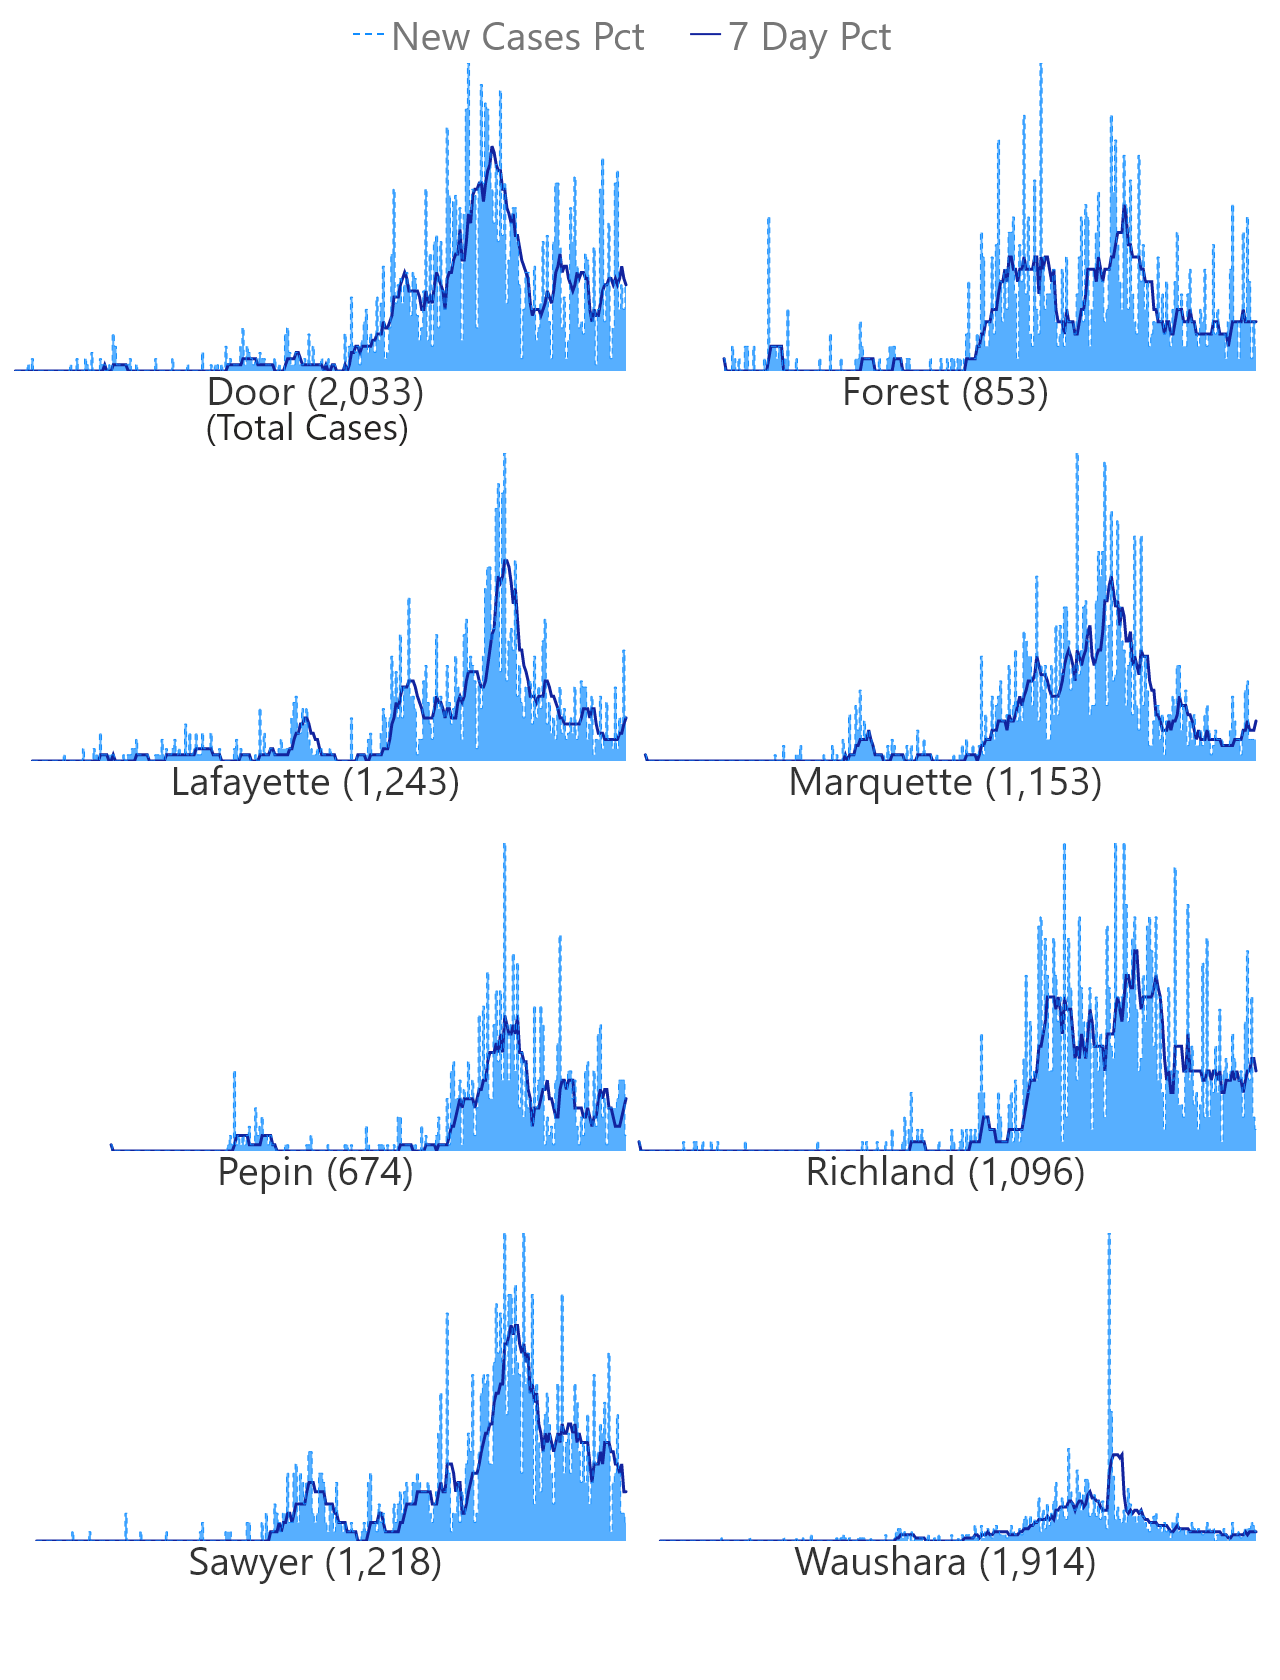 New Cases Pct 7 Day Pct
Door (2,033) Forest (853)
(Total Cases)
Lafayette (1,243) Marquette (1,153)
Pepin (674) Richland (1,096)
Sawyer (1,218) Waushara (1,914)